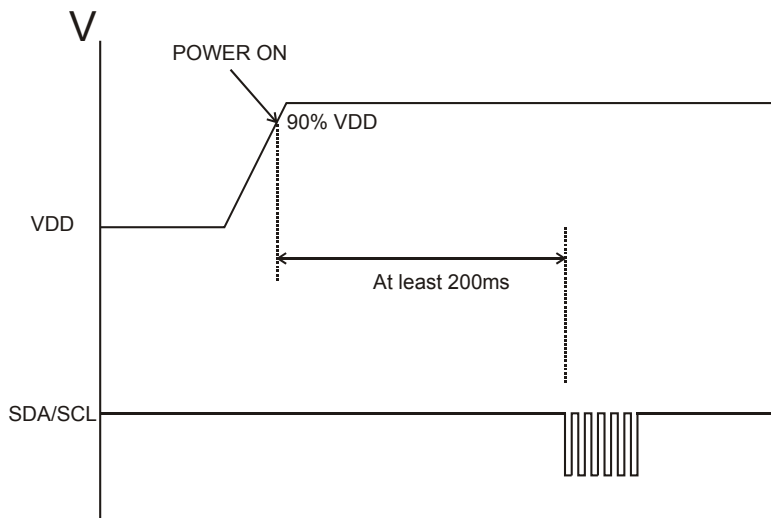 V
POWER ON
90% VDD
VDD
At least 200ms
SDA/SCL